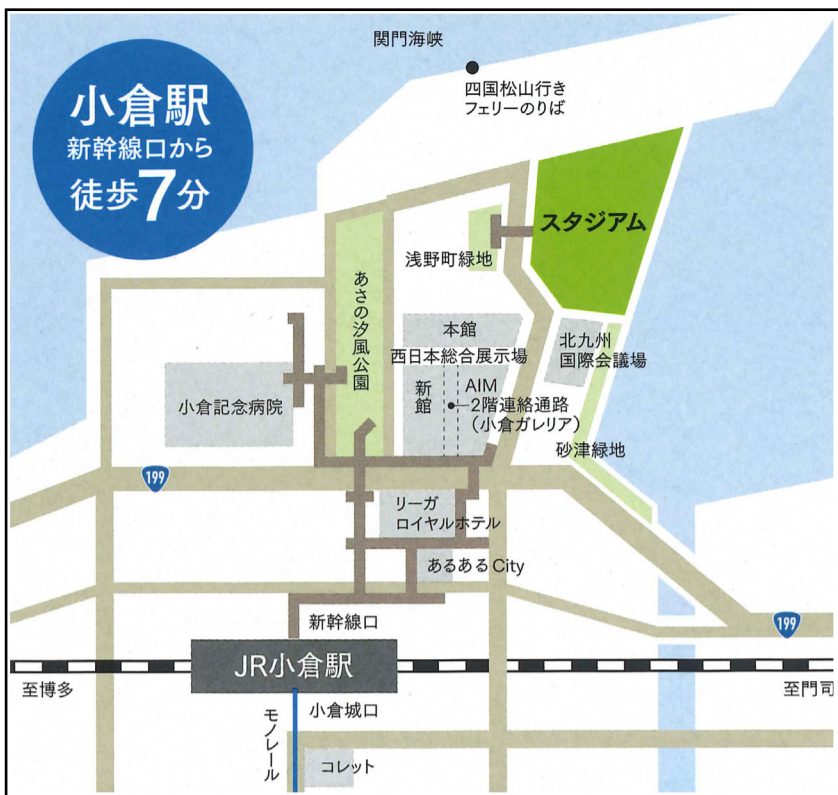 関門海峡
四国松山行き
フェリーのりば
小倉駅
新幹線口から
徒歩7分
スタジアム
浅野町緑地
あさの汐風公園
本館
西日本総合展示場
新館
AIM
2階連絡通路
(小倉ガレリア)
北九州
国際会議場
小倉記念病院
砂津緑地
199
リーガ
ロイヤルホテル
あるあるCity
新幹線口
199
JR小倉駅
至博多
至門司
小倉城口
モノレール
コレット